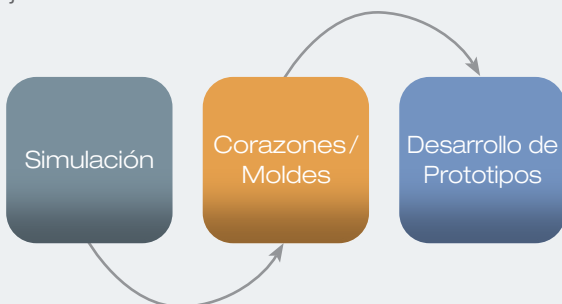 Simulación
Corazones /
Moldes
Desarrollo de
Prototipos